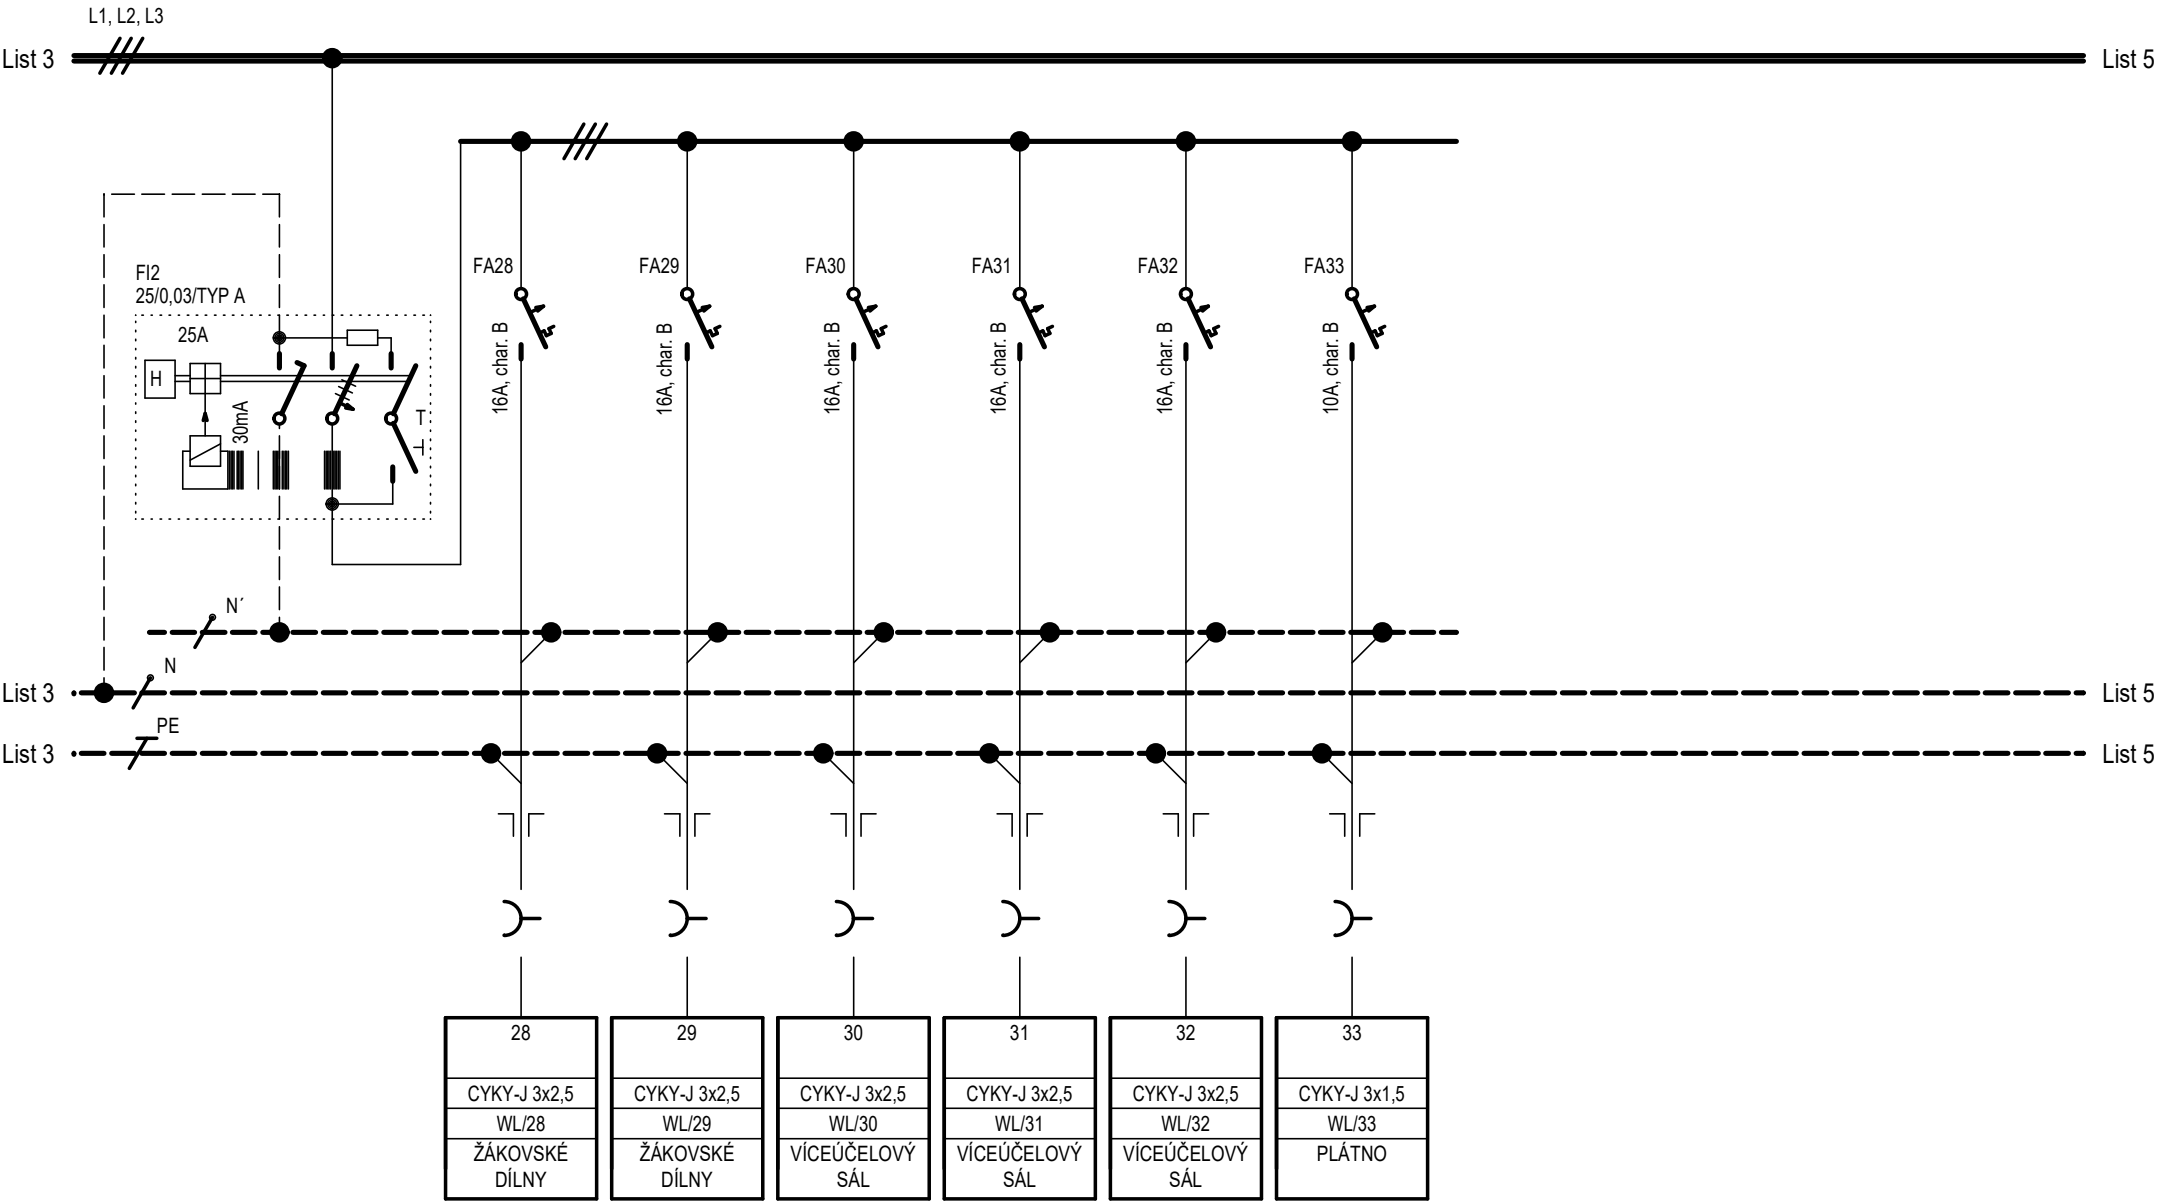 L1, L2, L3
List 3
List 5
FI2
25/0,03/TYP A
25A
H
30mA
T
FA28
16A, char. B
FA29
16A, char. B
FA30
16A, char. B
FA31
16A, char. B
FA32
16A, char. B
FA33
10A, char. B
N´
N
List 3
List 5
PE
List 3
List 5
28
CYKY-J 3x2,5
WL/28
ŽÁKOVSKÉ
DÍLNY
29
CYKY-J 3x2,5
WL/29
ŽÁKOVSKÉ
DÍLNY
30
CYKY-J 3x2,5
WL/30
VÍCEÚČELOVÝ
SÁL
31
CYKY-J 3x2,5
WL/31
VÍCEÚČELOVÝ
SÁL
32
CYKY-J 3x2,5
WL/32
VÍCEÚČELOVÝ
SÁL
33
CYKY-J 3x1,5
WL/33
PLÁTNO